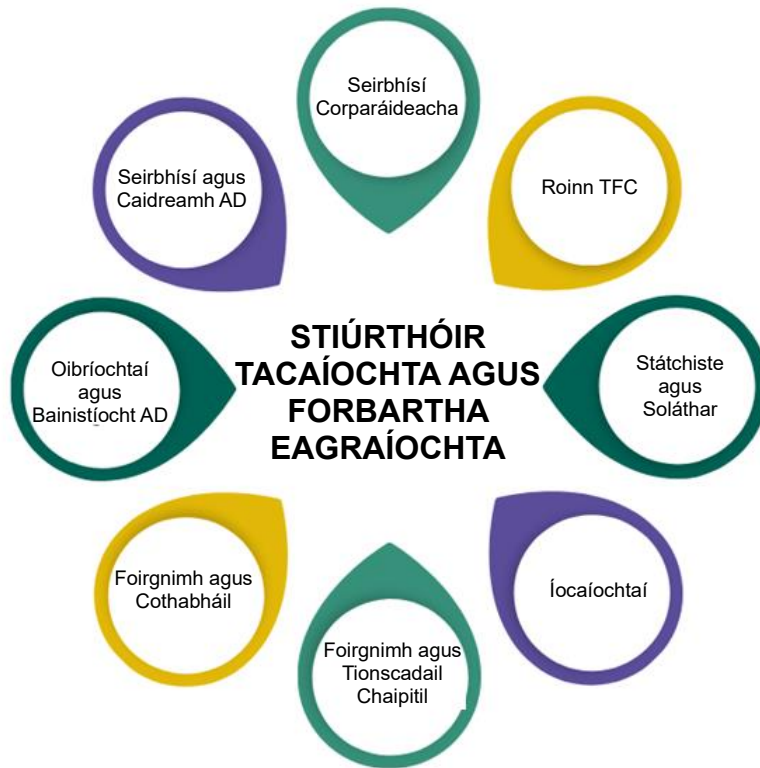 Seirbhísí
Corparáideacha
Roinn TFC
Státchiste
agus
Soláthar
Íocaíochtaí
Foirgnimh agus
Tionscadail
Chaipitil
Foirgnimh agus
Cothabháil
Oibríochtaí
agus
Bainistíocht AD
Seirbhísí agus
Caidreamh AD
STIÚRTHÓIR
TACAÍOCHTA AGUS
FORBARTHA
EAGRAÍOCHTA